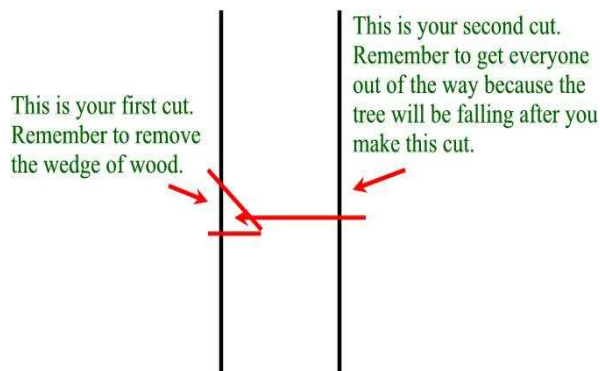 This is your first cut.
Remember to remove
the wedge of wood.
This is your second cut.
Remember to get everyone
out of the way because the
tree will be falling after you
make this cut.